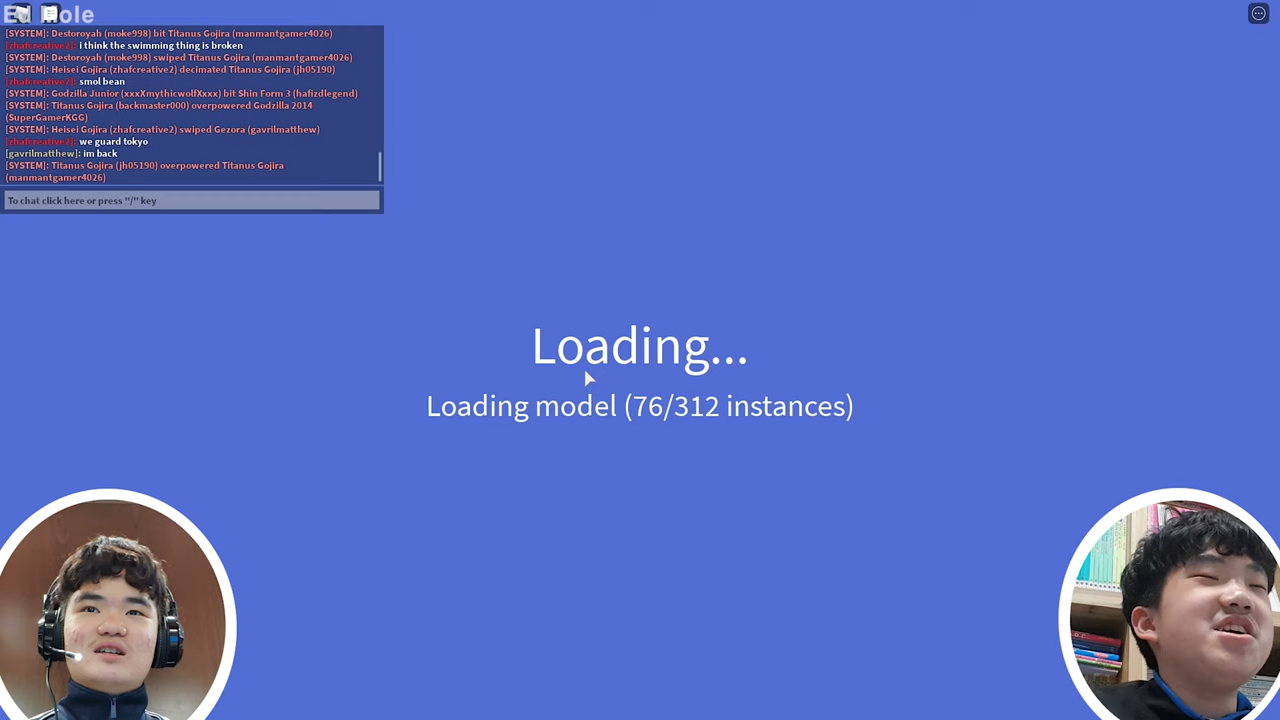 [SYSTEM]: Destoroyah (moke998) bit Titanus Gojira (manmantgamer4026)
[zhafcreative2]: i think the swimming thing is broken
[SYSTEM]: Destoroyah (moke998) swiped Titanus Gojira (manmantgamer4026)
[SYSTEM]: Heisei Gojira (zhafcreative2) decimated Titanus Gojira (jh05190)
[zhafcreative2]: smol bean
[SYSTEM]: Godzilla Junior (xxxXmythicwolfXxxx) bit Shin Form 3 (hafizdlegend)
[SYSTEM]: Titanus Gojira (backmaster000) overpowered Godzilla 2014
(SuperGamerKGG)
[SYSTEM]: Heisei Gojira (zhafcreative2) swiped Gezora (gavrilmatthew)
[zhafcreative2]: we guard tokyo
[gavrilmatthew]: im back
[SYSTEM]: Titanus Gojira (jh05190) overpowered Titanus Gojira
(manmantgamer4026)
To chat click here or press "/" key
Loading...
Loading model (76/312 instances)